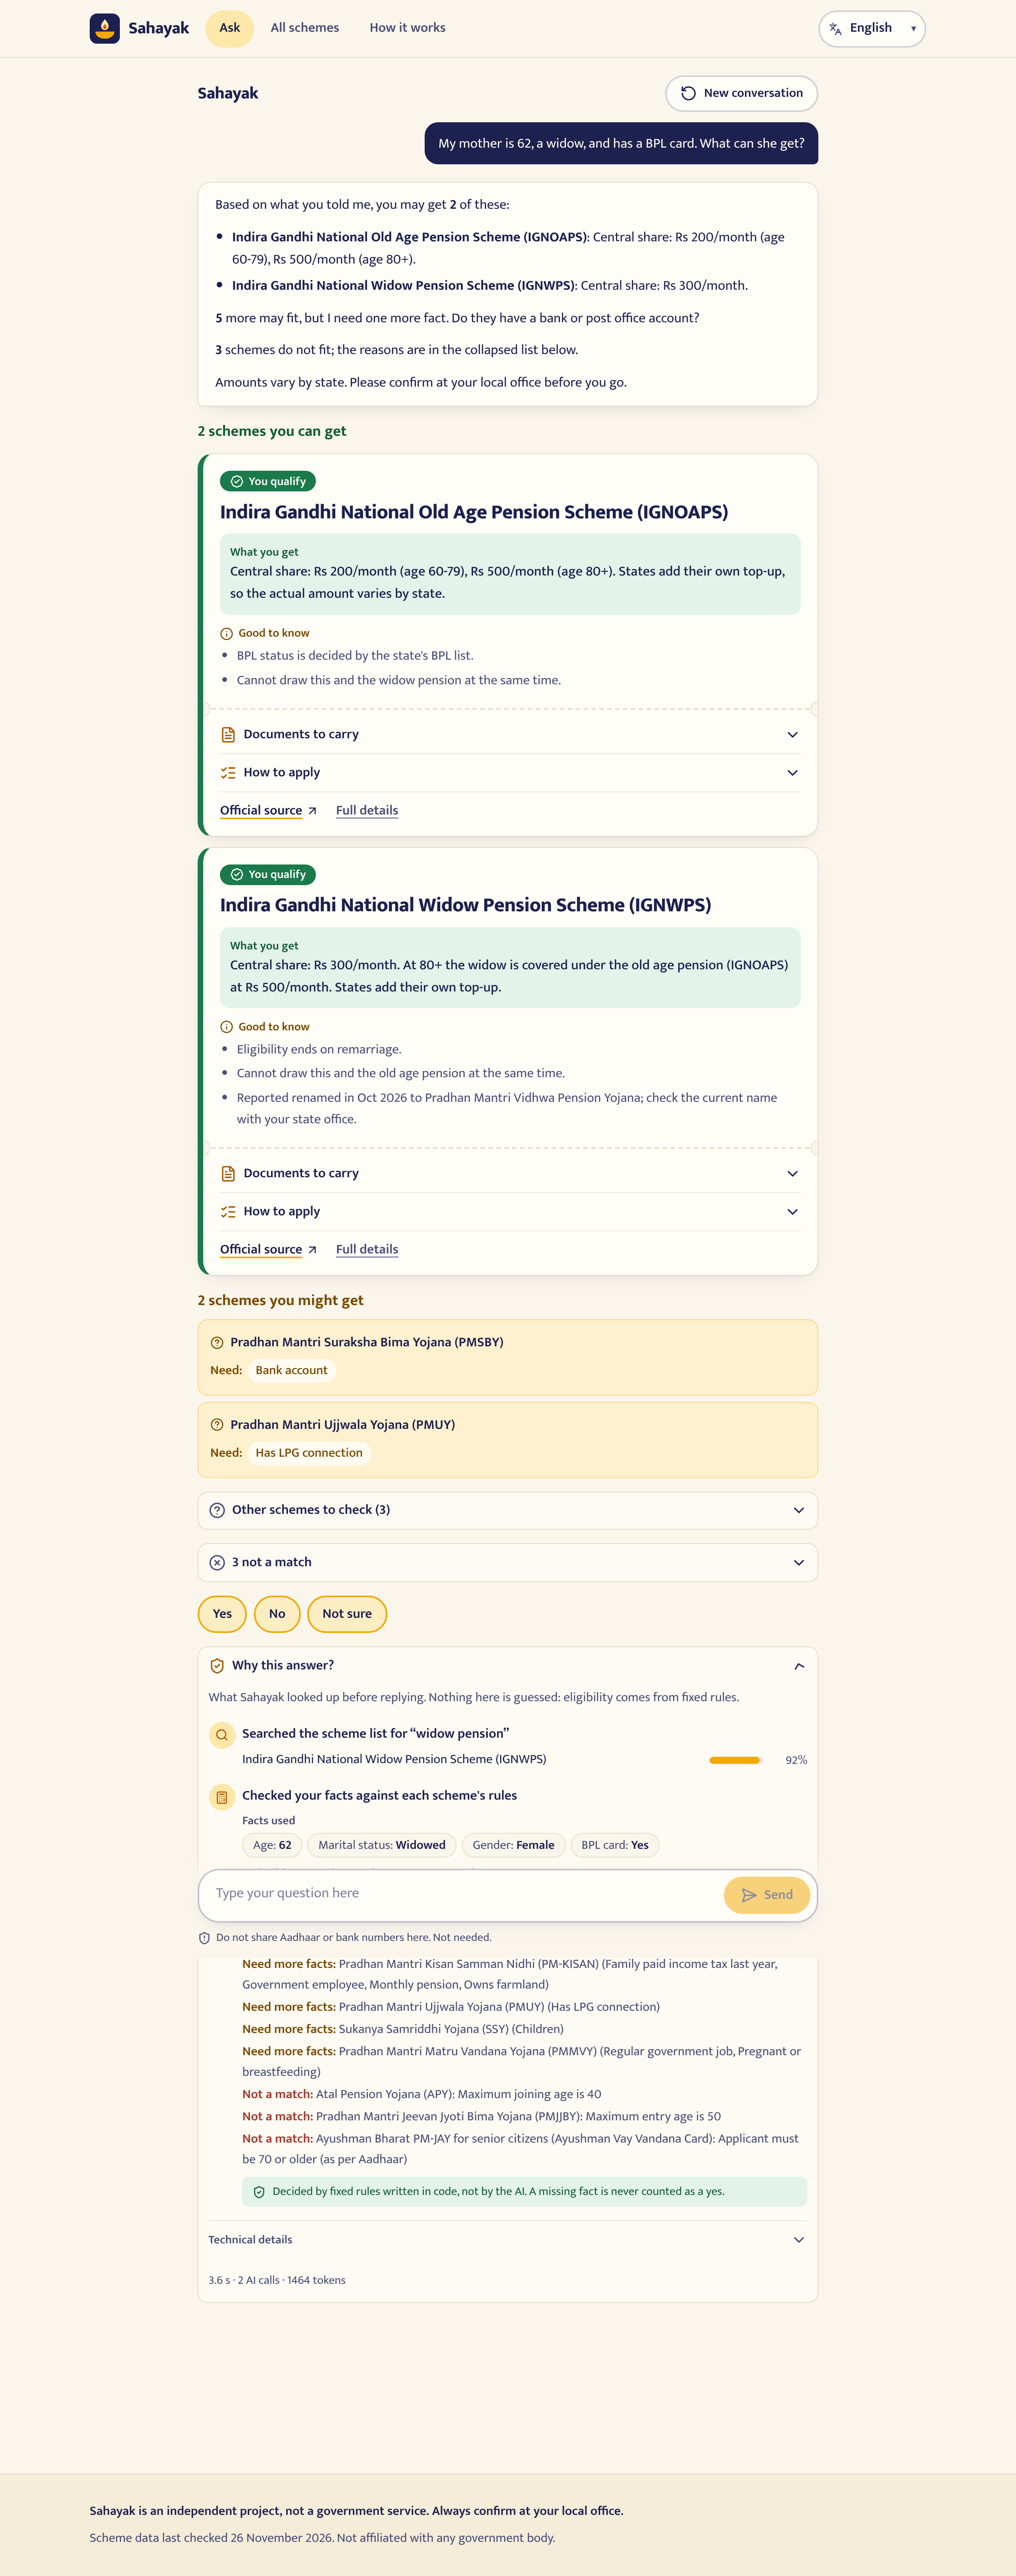 Sahayak
Ask
All schemes
How it works
English
Sahayak
New conversation
My mother is 62, a widow, and has a BPL card. What can she get?
Based on what you told me, you may get 2 of these:
Indira Gandhi National Old Age Pension Scheme (IGNOAPS): Central share: Rs 200/month (age
60-79), Rs 500/month (age 80+).
Indira Gandhi National Widow Pension Scheme (IGNWPS): Central share: Rs 300/month.
5 more may fit, but I need one more fact. Do they have a bank or post office account?
3 schemes do not fit; the reasons are in the collapsed list below.
Amounts vary by state. Please confirm at your local office before you go.
2 schemes you can get
You qualify
Indira Gandhi National Old Age Pension Scheme (IGNOAPS)
What you get
Central share: Rs 200/month (age 60-79), Rs 500/month (age 80+). States add their own top-up,
so the actual amount varies by state.
Good to know
BPL status is decided by the state's BPL list.
Cannot draw this and the widow pension at the same time.
Documents to carry
How to apply
Official source
Full details
You qualify
Indira Gandhi National Widow Pension Scheme (IGNWPS)
What you get
Central share: Rs 300/month. At 80+ the widow is covered under the old age pension (IGNOAPS)
at Rs 500/month. States add their own top-up.
Good to know
Eligibility ends on remarriage.
Cannot draw this and the old age pension at the same time.
Reported renamed in Oct 2026 to Pradhan Mantri Vidhwa Pension Yojana; check the current name
with your state office.
Documents to carry
How to apply
Official source
Full details
2 schemes you might get
Pradhan Mantri Suraksha Bima Yojana (PMSBY)
Need: Bank account
Pradhan Mantri Ujjwala Yojana (PMUY)
Need: Has LPG connection
Other schemes to check (3)
3 not a match
Yes
No
Not sure
Why this answer?
What Sahayak looked up before replying. Nothing here is guessed: eligibility comes from fixed rules.
Searched the scheme list for “widow pension”
Indira Gandhi National Widow Pension Scheme (IGNWPS)
92%
Checked your facts against each scheme's rules
Facts used
Age: 62
Marital status: Widowed
Gender: Female
BPL card: Yes
Type your question here
Send
Do not share Aadhaar or bank numbers here. Not needed.
Need more facts: Pradhan Mantri Kisan Samman Nidhi (PM-KISAN) (Family paid income tax last year,
Government employee, Monthly pension, Owns farmland)
Need more facts: Pradhan Mantri Ujjwala Yojana (PMUY) (Has LPG connection)
Need more facts: Sukanya Samriddhi Yojana (SSY) (Children)
Need more facts: Pradhan Mantri Matru Vandana Yojana (PMMVY) (Regular government job, Pregnant or
breastfeeding)
Not a match: Atal Pension Yojana (APY): Maximum joining age is 40
Not a match: Pradhan Mantri Jeevan Jyoti Bima Yojana (PMJJBY): Maximum entry age is 50
Not a match: Ayushman Bharat PM-JAY for senior citizens (Ayushman Vay Vandana Card): Applicant must
be 70 or older (as per Aadhaar)
Decided by fixed rules written in code, not by the AI. A missing fact is never counted as a yes.
Technical details
3.6 s · 2 AI calls · 1464 tokens
Sahayak is an independent project, not a government service. Always confirm at your local office.
Scheme data last checked 26 November 2026. Not affiliated with any government body.